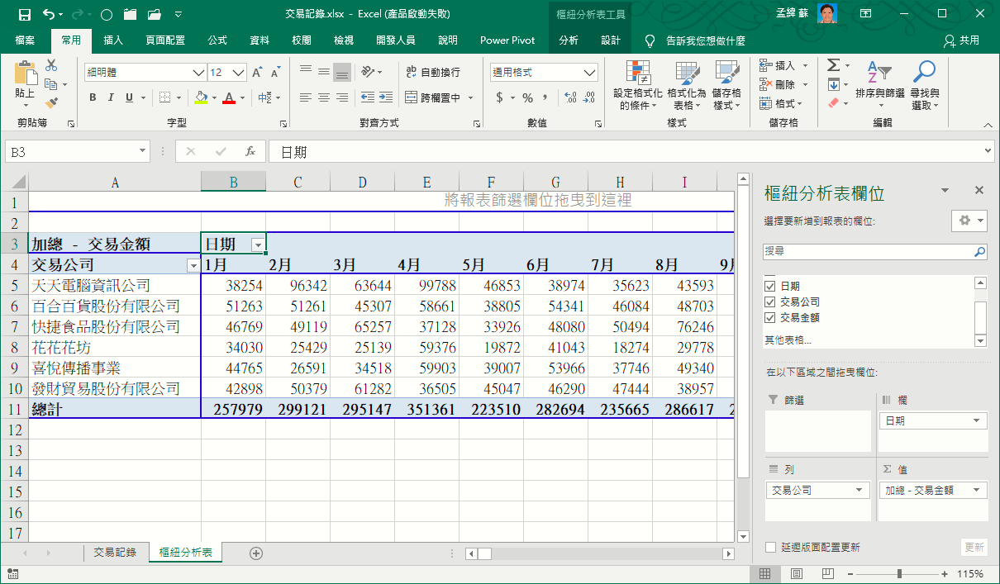 交易記錄.xlsx - Excel (產品啟動失敗)
樞紐分析表工具
孟緯 蘇
檔案 常用 插入 頁面配置 公式 資料 校閱 檢視 開發人員 說明 Power Pivot 分析 設計 告訴我您想做什麼 共用
貼上
剪貼簿
細明體 12
B I U
字型
自動換行
跨欄置中
對齊方式
通用格式
$ % ,
數值
設定格式化的條件
格式化為表格
儲存格樣式
樣式
插入
刪除
格式
儲存格
排序與篩選
尋找與選取
編輯
B3 fx 日期
A B C D E F G H I
1 將報表篩選欄位拖曳到這裡
2
3 加總 - 交易金額 日期
4 交易公司 1月 2月 3月 4月 5月 6月 7月 8月 9月
5 天天電腦資訊公司 38254 96342 63644 99788 46853 38974 35623 43593
6 百合百貨股份有限公司 51263 51261 45307 58661 38805 54341 46084 48703
7 快捷食品股份有限公司 46769 49119 65257 37128 33926 48080 50494 76246
8 花花花坊 34030 25429 25139 59376 19872 41043 18274 29778
9 喜悅傳播事業 44765 26591 34518 59903 39007 53966 37746 49340
10 發財貿易股份有限公司 42898 50379 61282 36505 45047 46290 47444 38957
11 總計 257979 299121 295147 351361 223510 282694 235665 286617 2
12
13
14
15
16
17
樞紐分析表欄位
選擇要新增到報表的欄位:
搜尋
日期
交易公司
交易金額
其他表格...
在以下區域之間拖曳欄位:
篩選 欄
日期
列 Σ 值
交易公司 加總 - 交易金額
延遲版面配置更新 更新
交易記錄 樞紐分析表
115%